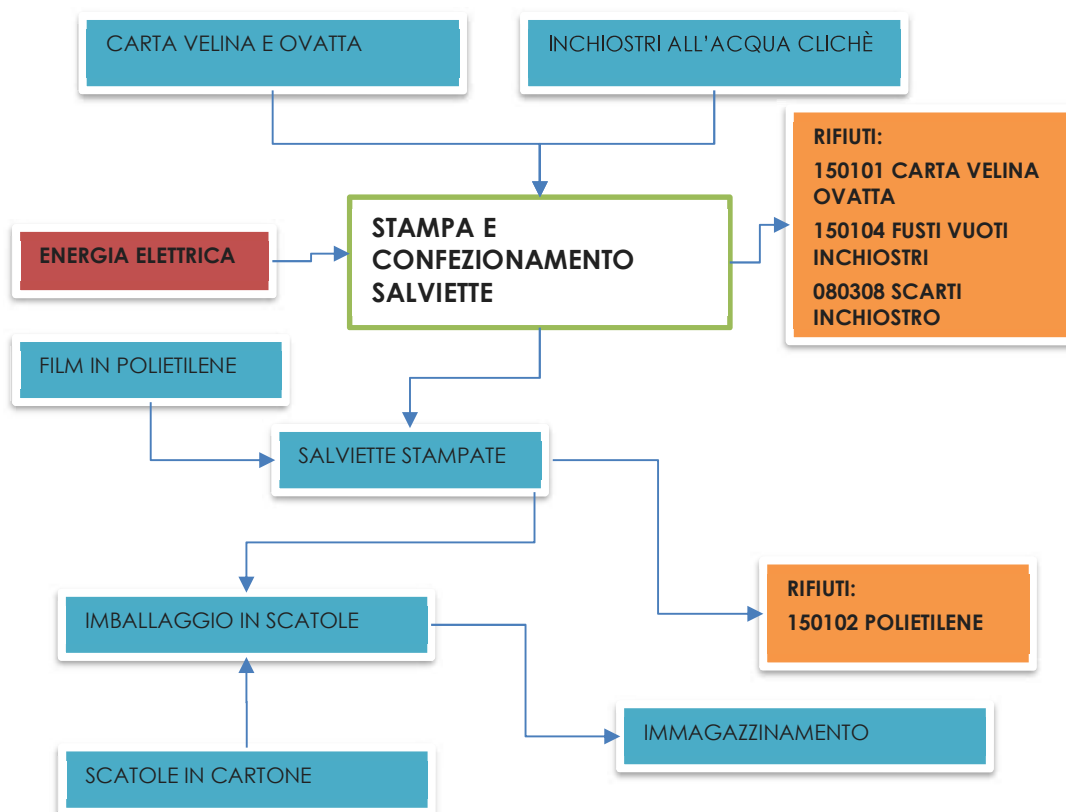 CARTA VELINA E OVATTA
INCHIOSTRI ALL'ACQUA CLICHÈ
RIFIUTI:
150101 CARTA VELINA
OVATTA
150104 FUSTI VUOTI
INCHIOSTRI
080308 SCARTI
INCHIOSTRO
STAMPA E
CONFEZIONAMENTO
SALVIETTE
ENERGIA ELETTRICA
FILM IN POLIETILENE
SALVIETTE STAMPATE
RIFIUTI:
150102 POLIETILENE
IMBALLAGGIO IN SCATOLE
IMMAGAZZINAMENTO
SCATOLE IN CARTONE